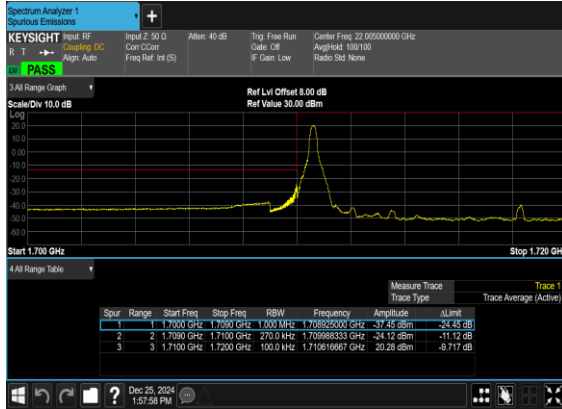 Spectrum Analyzer 1
Spurious Emissions
KEYSIGHT
R T
Input: RF
Coupling: DC
Align: Auto
Input Z: 50 Ω
Corr CCorr
Freq Ref: Int (S)
Atten: 40 dB
Trig: Free Run
Gate: Off
IF Gain: Low
Center Freq: 22.005000000 GHz
Avg|Hold: 100/100
Radio Std: None
PASS
3 All Range Graph
Scale/Div 10.0 dB
Ref Lvl Offset 8.00 dB
Ref Value 30.00 dBm
Log
20.0
10.0
0.00
-10.0
-20.0
-30.0
-40.0
-50.0
-60.0
Start 1.700 GHz
Stop 1.720 GH
4 All Range Table
Measure Trace Trace 1
Trace Type Trace Average (Active)
Spur Range Start Freq Stop Freq RBW Frequency Amplitude ΔLimit
1 1 1.7000 GHz 1.7090 GHz 1.000 MHz 1.708925000 GHz -37.45 dBm -24.45 dB
2 2 1.7090 GHz 1.7100 GHz 270.0 kHz 1.709988333 GHz -24.12 dBm -11.12 dB
3 3 1.7100 GHz 1.7200 GHz 100.0 kHz 1.710616667 GHz 20.28 dBm -9.717 dB
?
Dec 25, 2024
1:57:58 PM